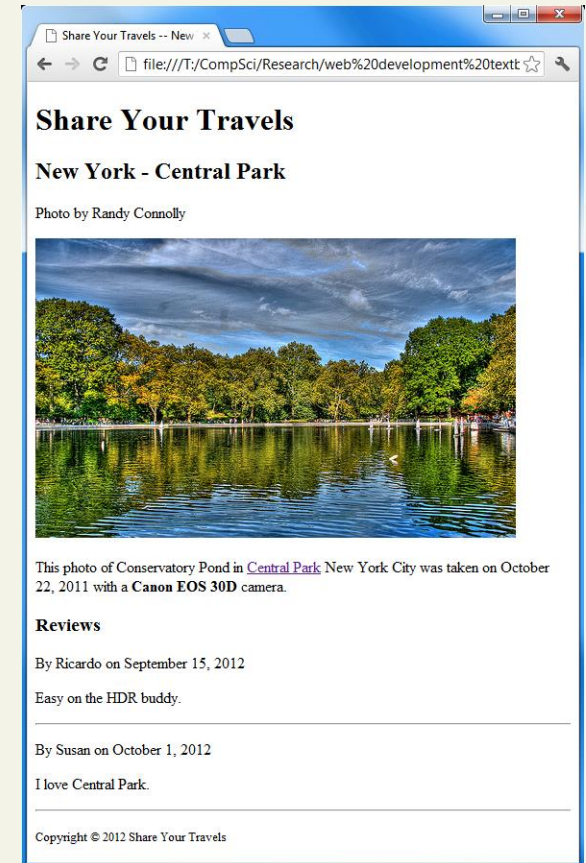 Share Your Travels -- New
file:///T:/CompSci/Research/web%20development%20textb
Share Your Travels
New York - Central Park
Photo by Randy Connolly
This photo of Conservatory Pond in Central Park New York City was taken on October
22, 2011 with a Canon EOS 30D camera.
Reviews
By Ricardo on September 15, 2012
Easy on the HDR buddy.
By Susan on October 1, 2012
I love Central Park.
Copyright © 2012 Share Your Travels